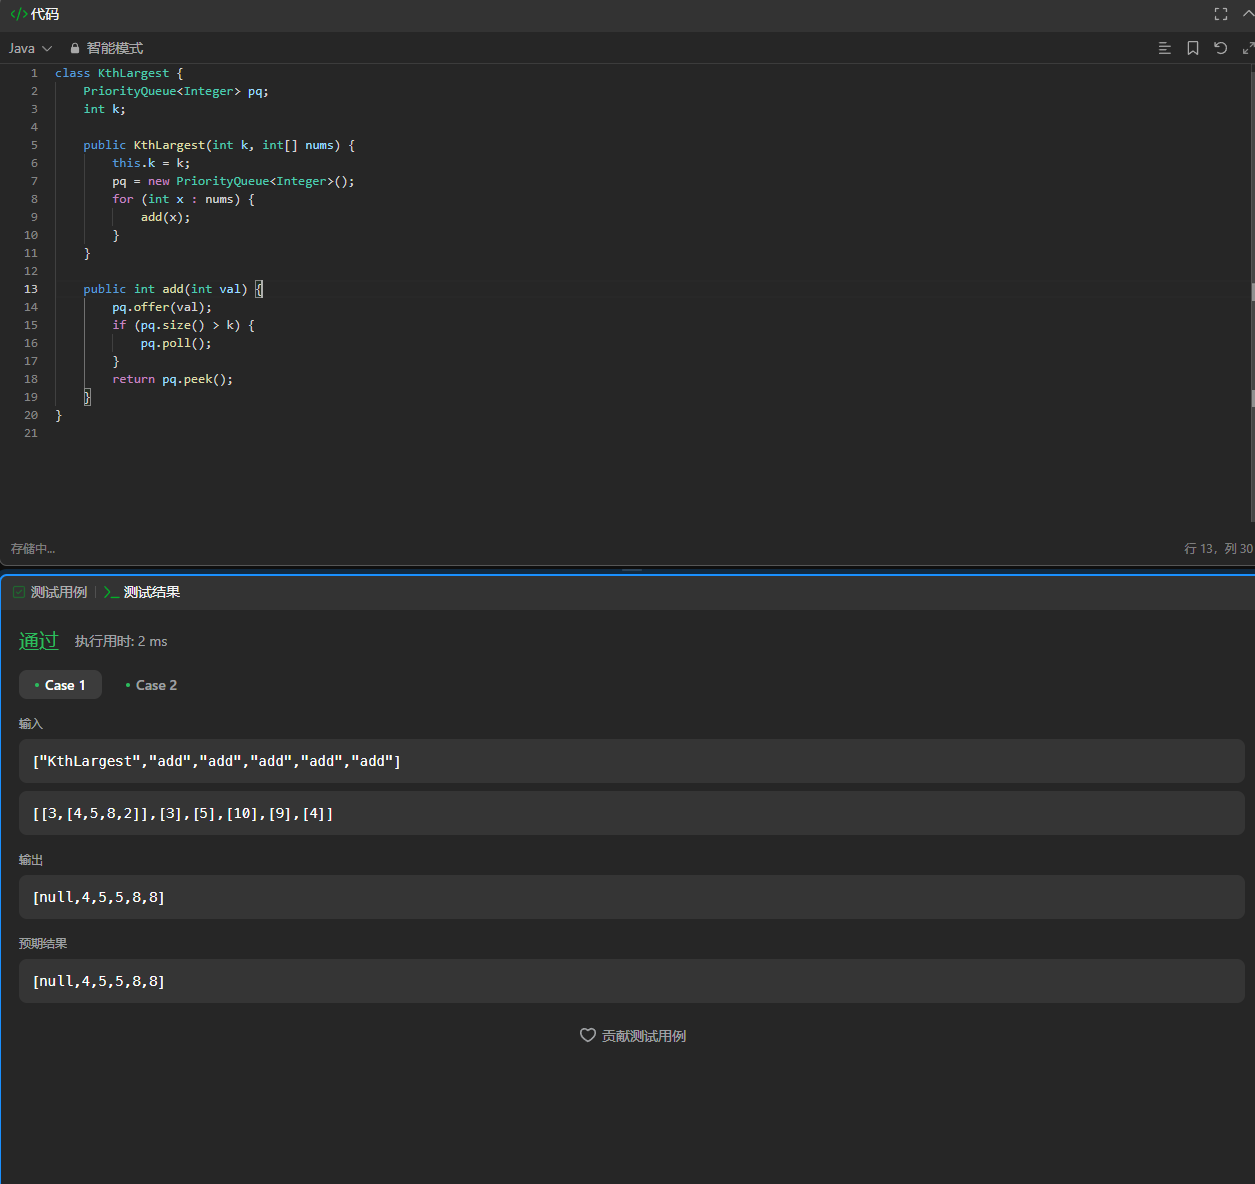 </> 代码
Java 智能模式
1 class KthLargest {
2     PriorityQueue<Integer> pq;
3     int k;
4
5     public KthLargest(int k, int[] nums) {
6         this.k = k;
7         pq = new PriorityQueue<Integer>();
8         for (int x : nums) {
9             add(x);
10         }
11     }
12
13     public int add(int val) {
14         pq.offer(val);
15         if (pq.size() > k) {
16             pq.poll();
17         }
18         return pq.peek();
19     }
20 }
21
存储中... 行 13, 列 30
测试用例 | >_ 测试结果
通过 执行用时: 2 ms
• Case 1 • Case 2
输入
["KthLargest","add","add","add","add","add"]
[[3,[4,5,8,2]],[3],[5],[10],[9],[4]]
输出
[null,4,5,5,8,8]
预期结果
[null,4,5,5,8,8]
贡献测试用例